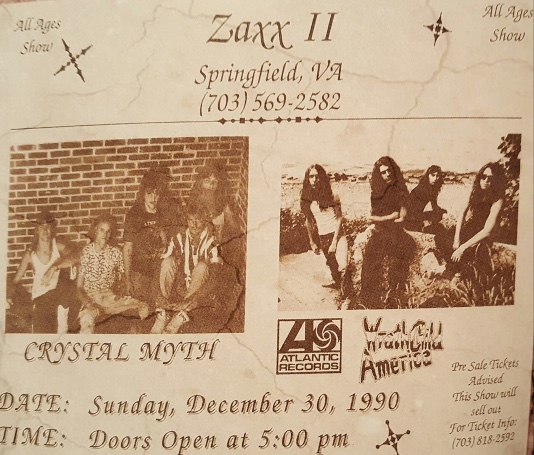 All Ages
Show
Zaxx II
All Ages
Show
Springfield, VA
(703) 569-2582
CRYSTAL MYTH
ATLANTIC
RECORDS
WrathChild
America
Pre Sale Tickets
Advised
This Show will
sell out
For Ticket Info:
(703) 818-2592
DATE: Sunday, December 30, 1990
TIME: Doors Open at 5:00 pm